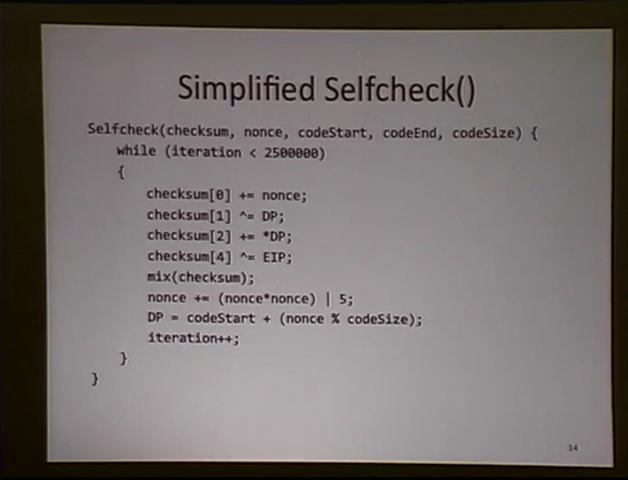 Simplified Selfcheck()
Selfcheck(checksum, nonce, codeStart, codeEnd, codeSize) {
while (iteration < 2500000)
{
checksum[0] += nonce;
checksum[1] ^= DP;
checksum[2] += *DP;
checksum[4] ^= EIP;
mix(checksum);
nonce += (nonce*nonce) | 5;
DP = codeStart + (nonce % codeSize);
iteration++;
}
}
14